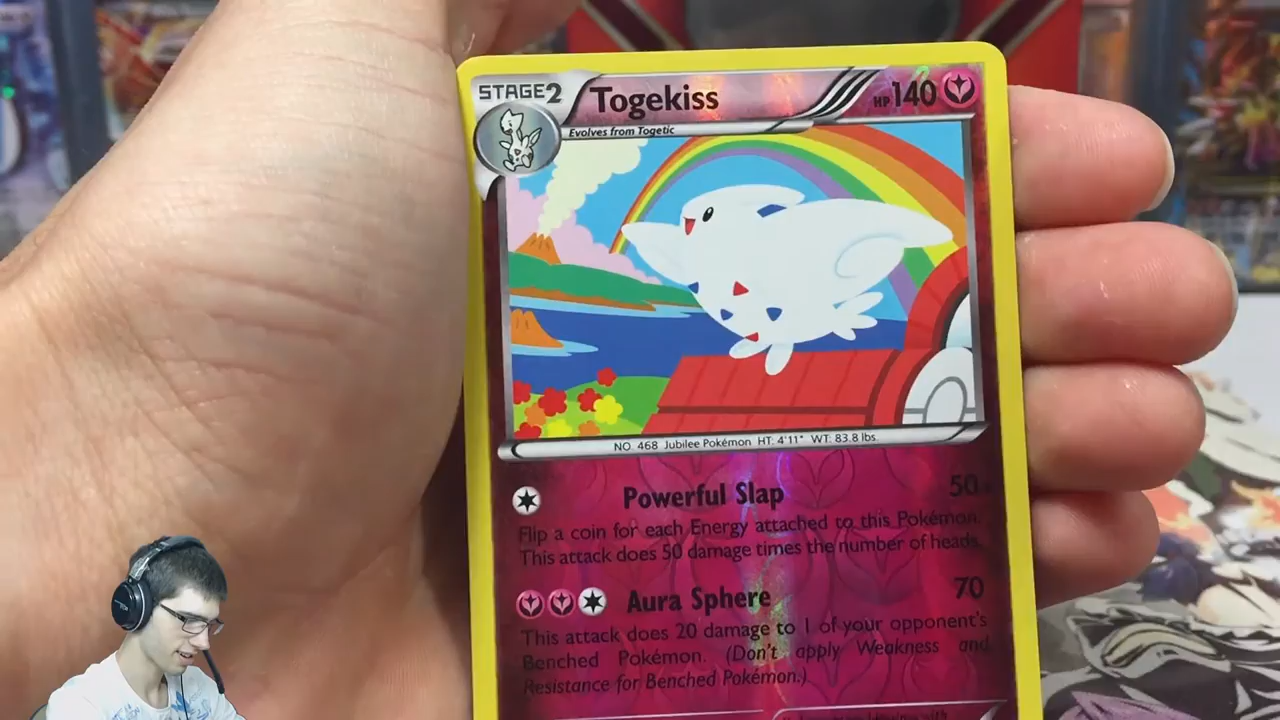 STAGE2 Togekiss HP 140
Evolves from Togetic
NO. 468 Jubilee Pokémon HT: 4'11" WT: 83.8 lbs.
Powerful Slap 50
Flip a coin for each Energy attached to this Pokémon.
This attack does 50 damage times the number of heads.
Aura Sphere 70
This attack does 20 damage to 1 of your opponent's
Benched Pokémon. (Don't apply Weakness and
Resistance for Benched Pokémon.)